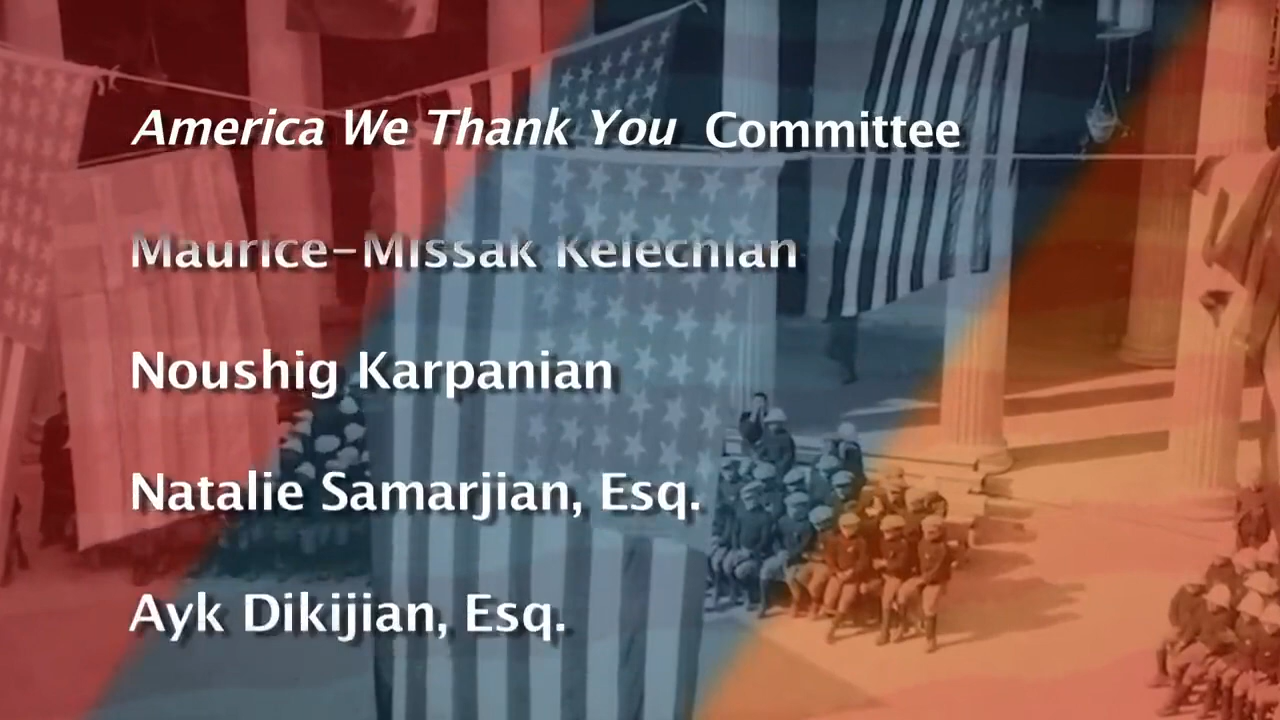 America We Thank You Committee
Maurice-Missak Kelechian
Noushig Karpanian
Natalie Samarjian, Esq.
Ayk Dikijian, Esq.